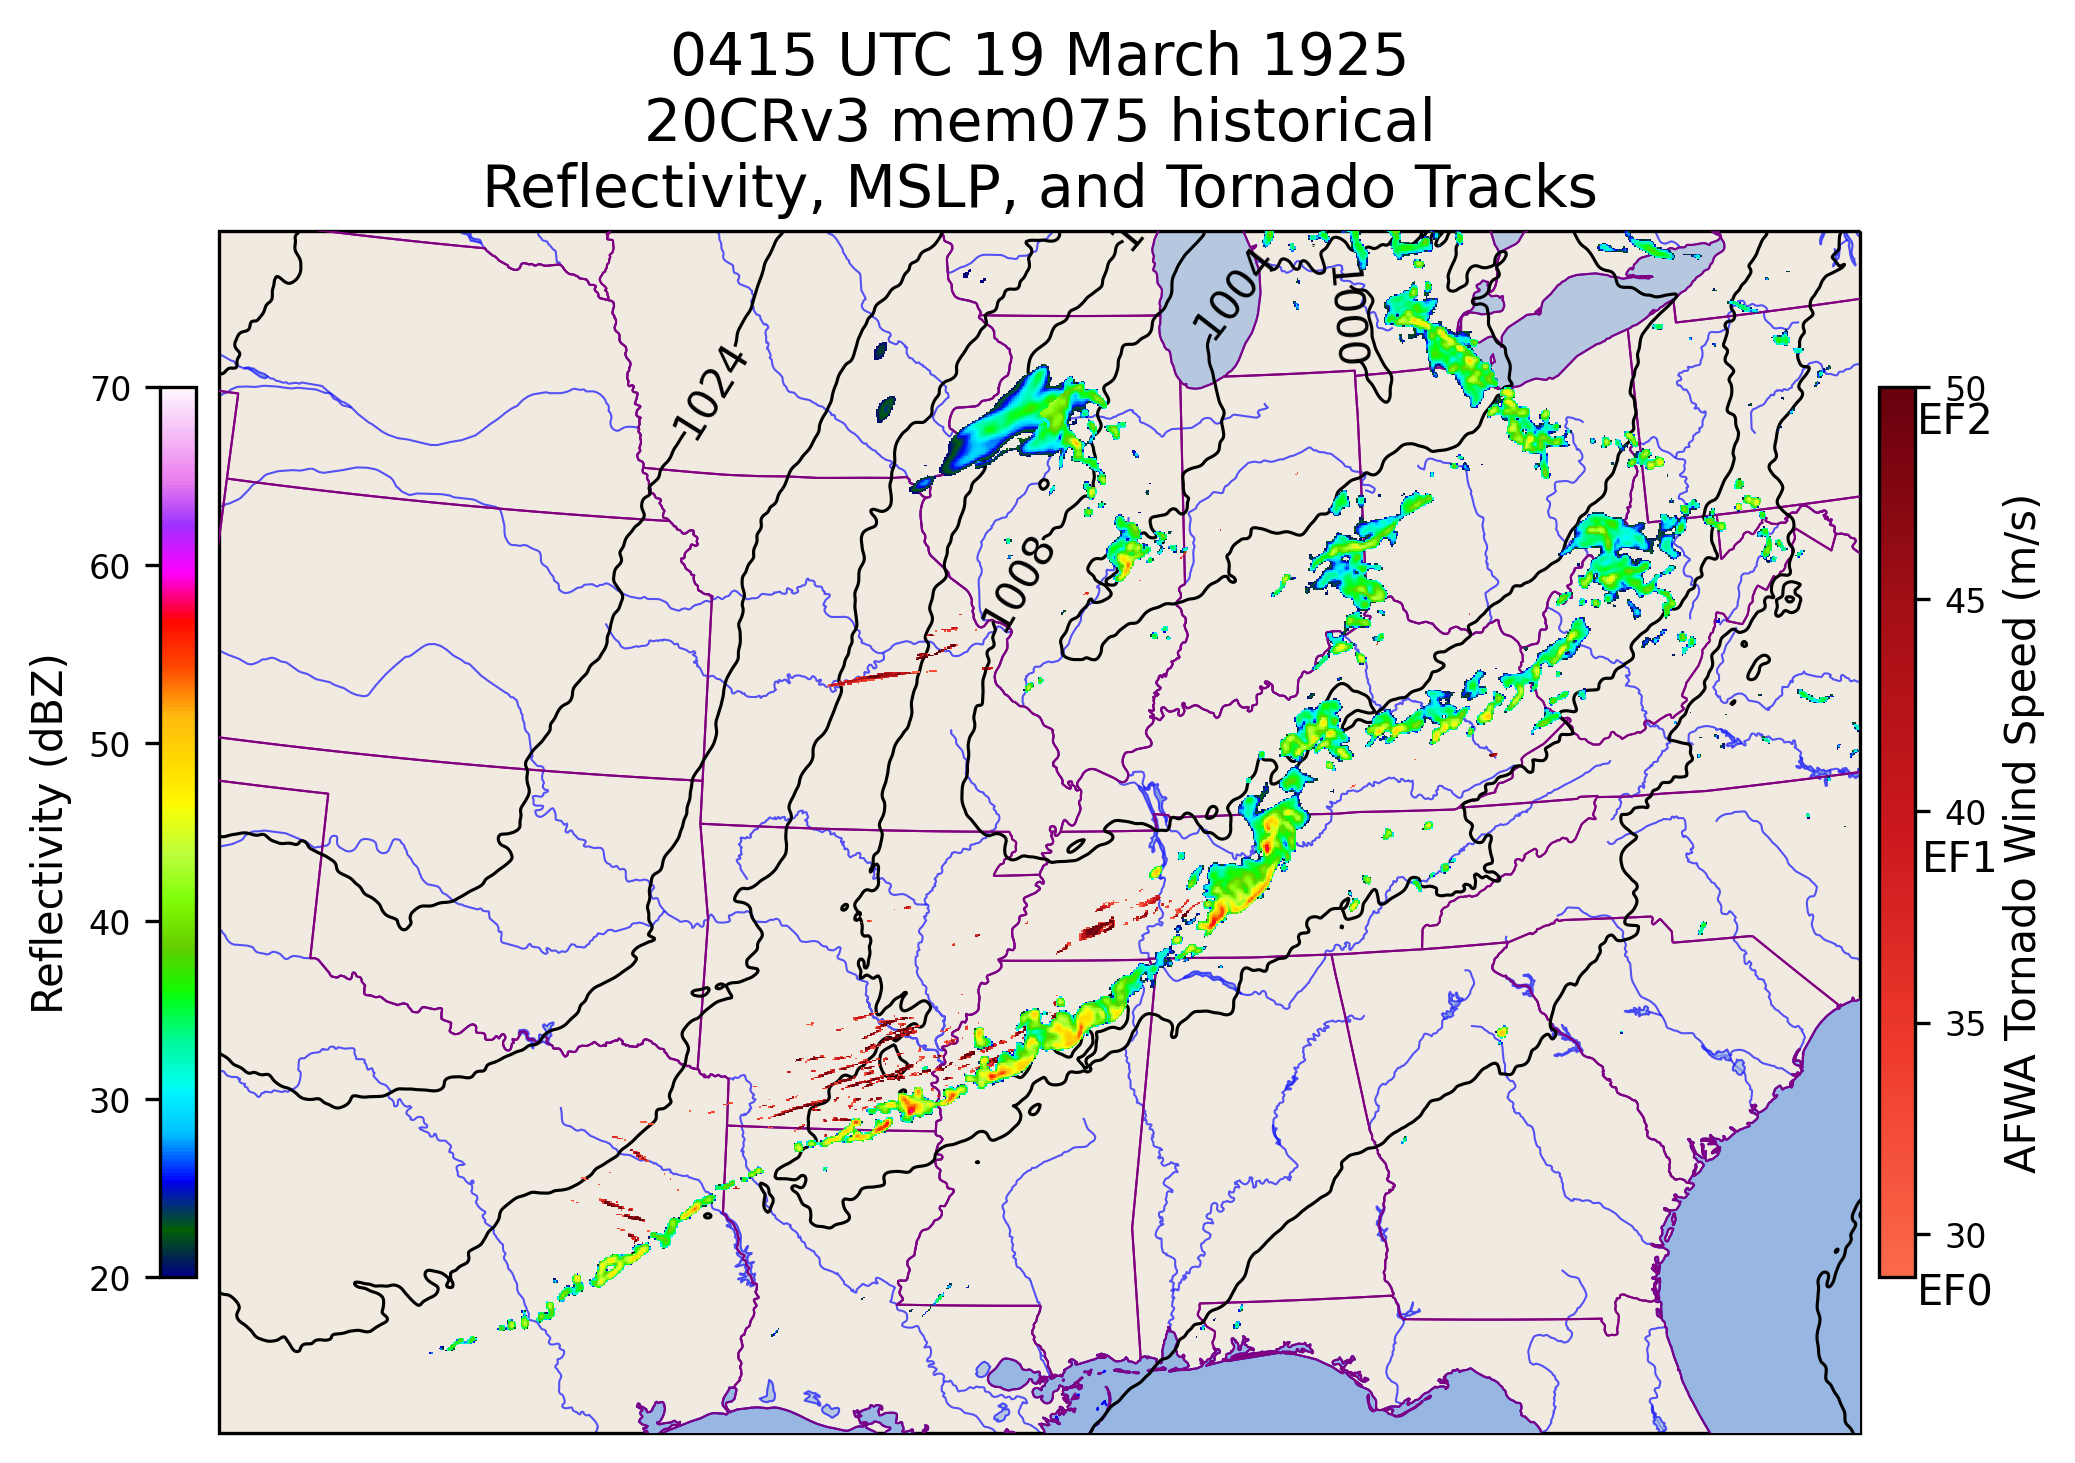 0415 UTC 19 March 1925
20CRv3 mem075 historical
Reflectivity, MSLP, and Tornado Tracks
70
60
50
40
30
20
Reflectivity (dBZ)
1024
1008
1004
1000
50
EF2
45
40
EF1
35
30
EF0
AFWA Tornado Wind Speed (m/s)